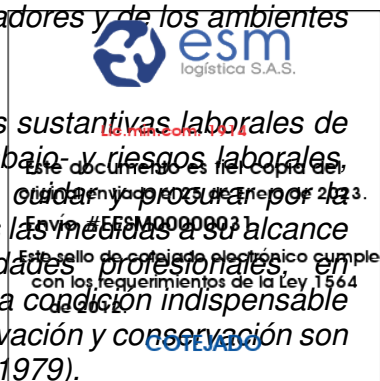 adores y de los ambientes
esm
logística S.A.S.
s sustantivas laborales de
Lic.min.com. 1914
bajo- y riesgos laborales,
Este documento es fiel copia del
cuidar y procurar por la
original enviado el 25 de Enero de 2023.
las medidas a su alcance
Envío #EESM00000031
dades profesionales, en
Este sello de cotejado electrónico cumple
con los requerimientos de la Ley 1564
a condición indispensable
de 2012.
vación y conservación son
COTEJADO
1979).